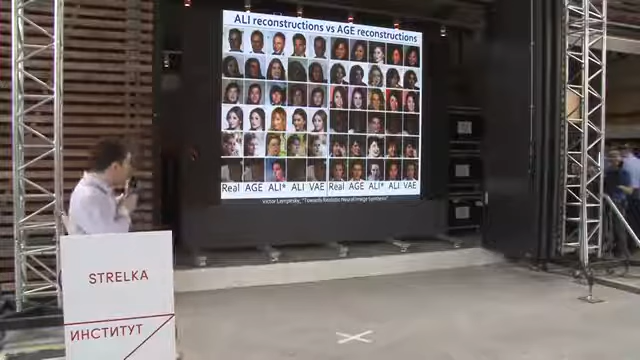 ALI reconstructions vs AGE reconstructions
Real AGE ALI* ALI VAE Real AGE ALI* ALI VAE
Victor Lempitsky, "Towards Realistic Neural Image Synthesis"
STRELKA
ИНСТИТУТ